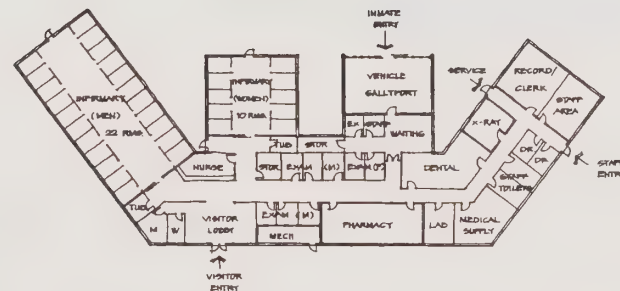 INMATE
ENTRY
VEHICLE
SALLYPORT
SERVICE
RECORD/
CLERK
STAFF
AREA
INFIRMARY
(MEN)
22 RMS.
INFIRMARY
(WOMEN)
10 RMS.
EX
STAFF
WAITING
X-RAY
TUB
STOR
NURSE
STOR
EXAM
(M)
EXAM (F)
DENTAL
DR
DR
STAFF
TOILETS
STAFF
ENTRY
TUB
M
W
VISITOR
LOBBY
EXAM
(M)
MECH
PHARMACY
LAB
MEDICAL
SUPPLY
VISITOR
ENTRY